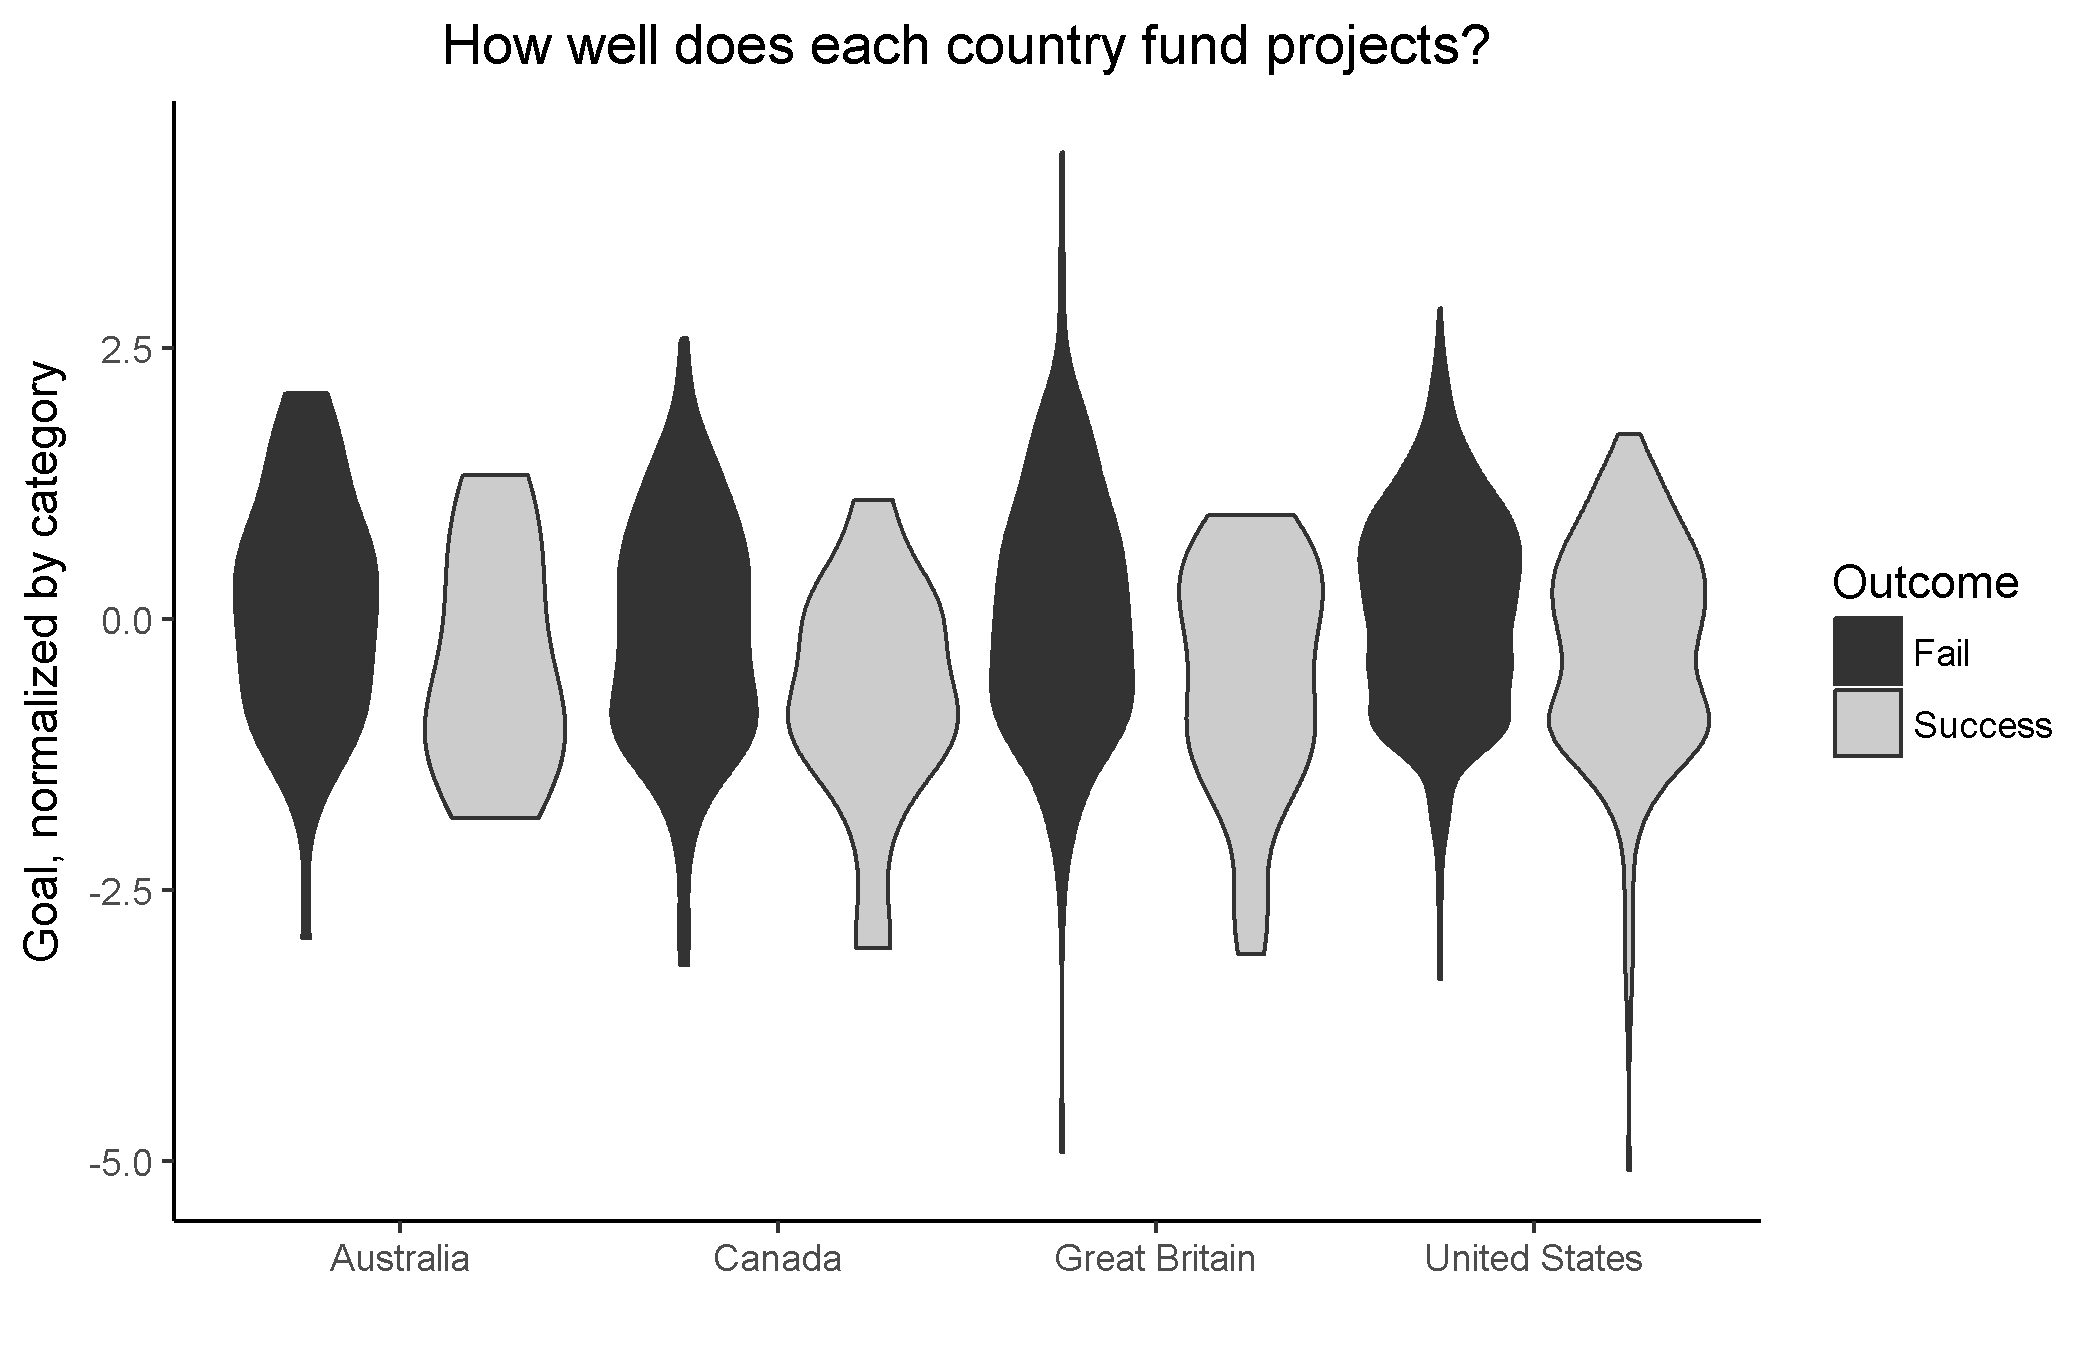 How well does each country fund projects?
Goal, normalized by category
2.5
0.0
-2.5
-5.0
Australia
Canada
Great Britain
United States
Outcome
Fail
Success